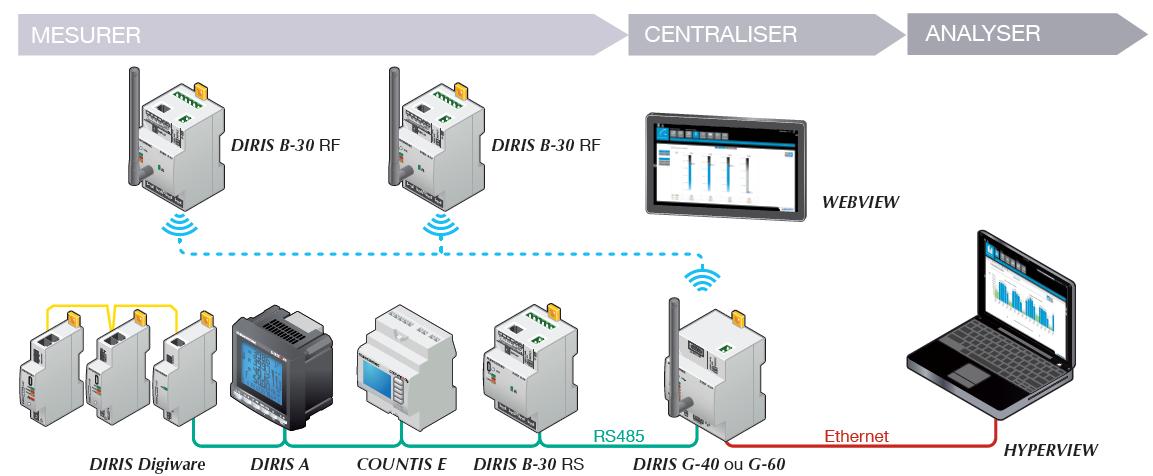 MESURER
CENTRALISER
ANALYSER
DIRIS B-30 RF
DIRIS B-30 RF
WEBVIEW
RS485
Ethernet
DIRIS Digiware
DIRIS A
COUNTIS E
DIRIS B-30 RS
DIRIS G-40 ou G-60
HYPERVIEW